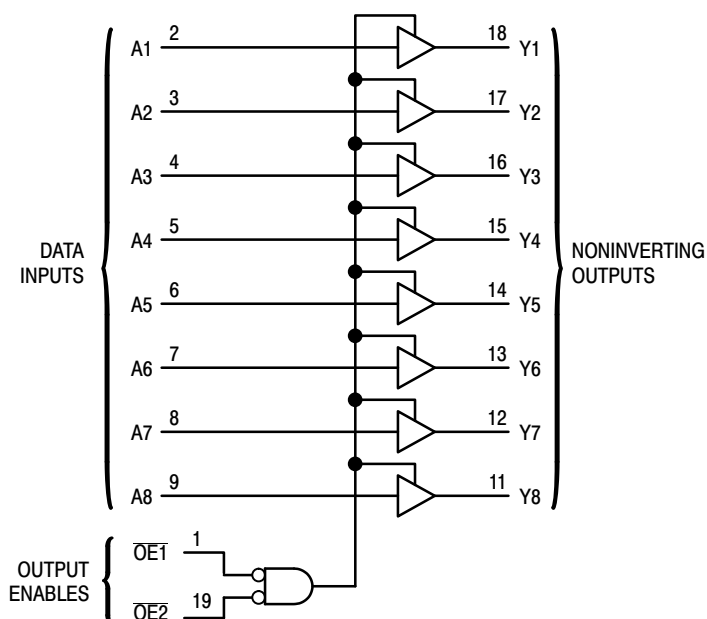 A1 2 18 Y1
A2 3 17 Y2
A3 4 16 Y3
A4 5 15 Y4
DATA
INPUTS
NONINVERTING
OUTPUTS
A5 6 14 Y5
A6 7 13 Y6
A7 8 12 Y7
A8 9 11 Y8
OUTPUT
ENABLES
O̅E̅1̅ 1
O̅E̅2̅ 19